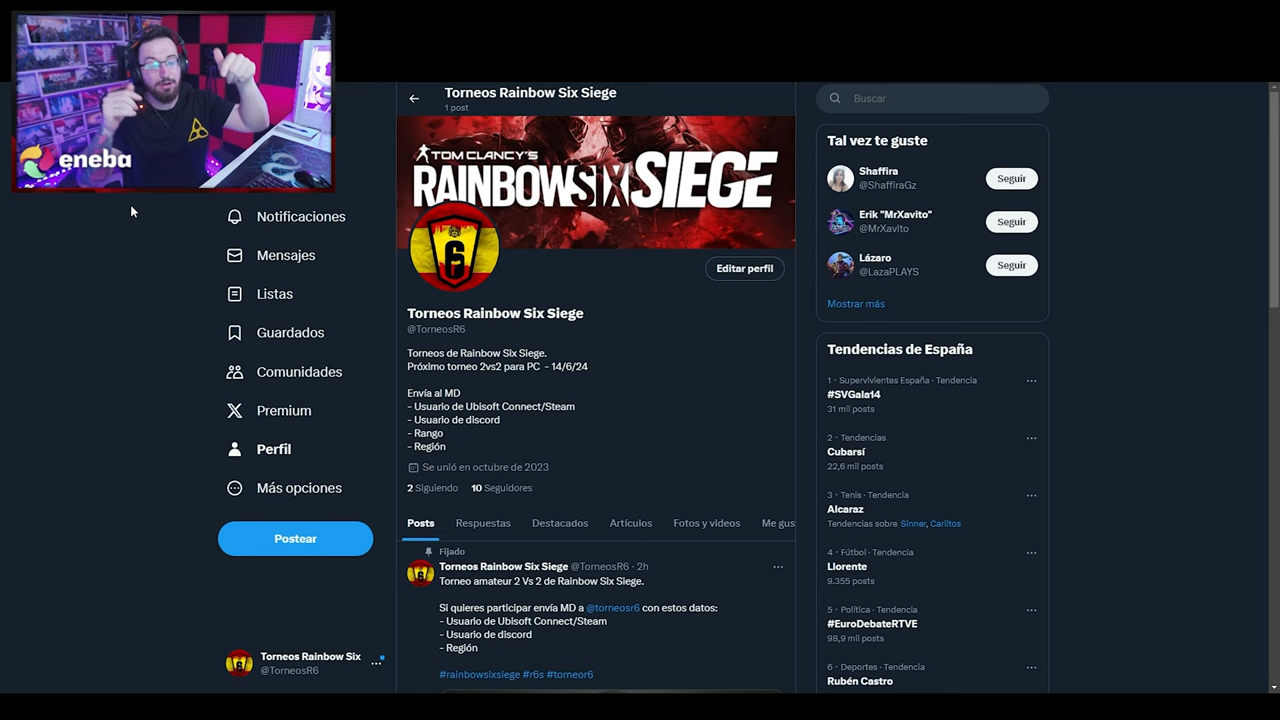 eneba
Notificaciones
Mensajes
Listas
Guardados
Comunidades
Premium
Perfil
Más opciones
Postear
Torneos Rainbow Six
@TorneosR6
Torneos Rainbow Six Siege
1 post
TOM CLANCY'S
RAINBOWSIX SIEGE
6
Editar perfil
Torneos Rainbow Six Siege
@TorneosR6
Torneos de Rainbow Six Siege.
Próximo torneo 2vs2 para PC - 14/6/24
Envía al MD
- Usuario de Ubisoft Connect/Steam
- Usuario de discord
- Rango
- Región
Se unió en octubre de 2023
2 Siguiendo 10 Seguidores
Posts Respuestas Destacados Artículos Fotos y videos Me gus
Fijado
Torneos Rainbow Six Siege @TorneosR6 · 2h
Torneo amateur 2 Vs 2 de Rainbow Six Siege.
Si quieres participar envía MD a @torneosr6 con estos datos:
- Usuario de Ubisoft Connect/Steam
- Usuario de discord
- Región
#rainbowsixsiege #r6s #torneor6
Buscar
Tal vez te guste
Shaffira
@ShaffiraGz
Seguir
Erik "MrXavito"
@MrXavito
Seguir
Lázaro
@LazaPLAYS
Seguir
Mostrar más
Tendencias de España
1 · Supervivientes España · Tendencia
#SVGala14
31 mil posts
2 · Tendencias
Cubarsí
22,6 mil posts
3 · Tenis · Tendencia
Alcaraz
Tendencias sobre Sinner, Carlitos
4 · Fútbol · Tendencia
Llorente
9.355 posts
5 · Política · Tendencia
#EuroDebateRTVE
98,9 mil posts
6 · Deportes · Tendencia
Rubén Castro